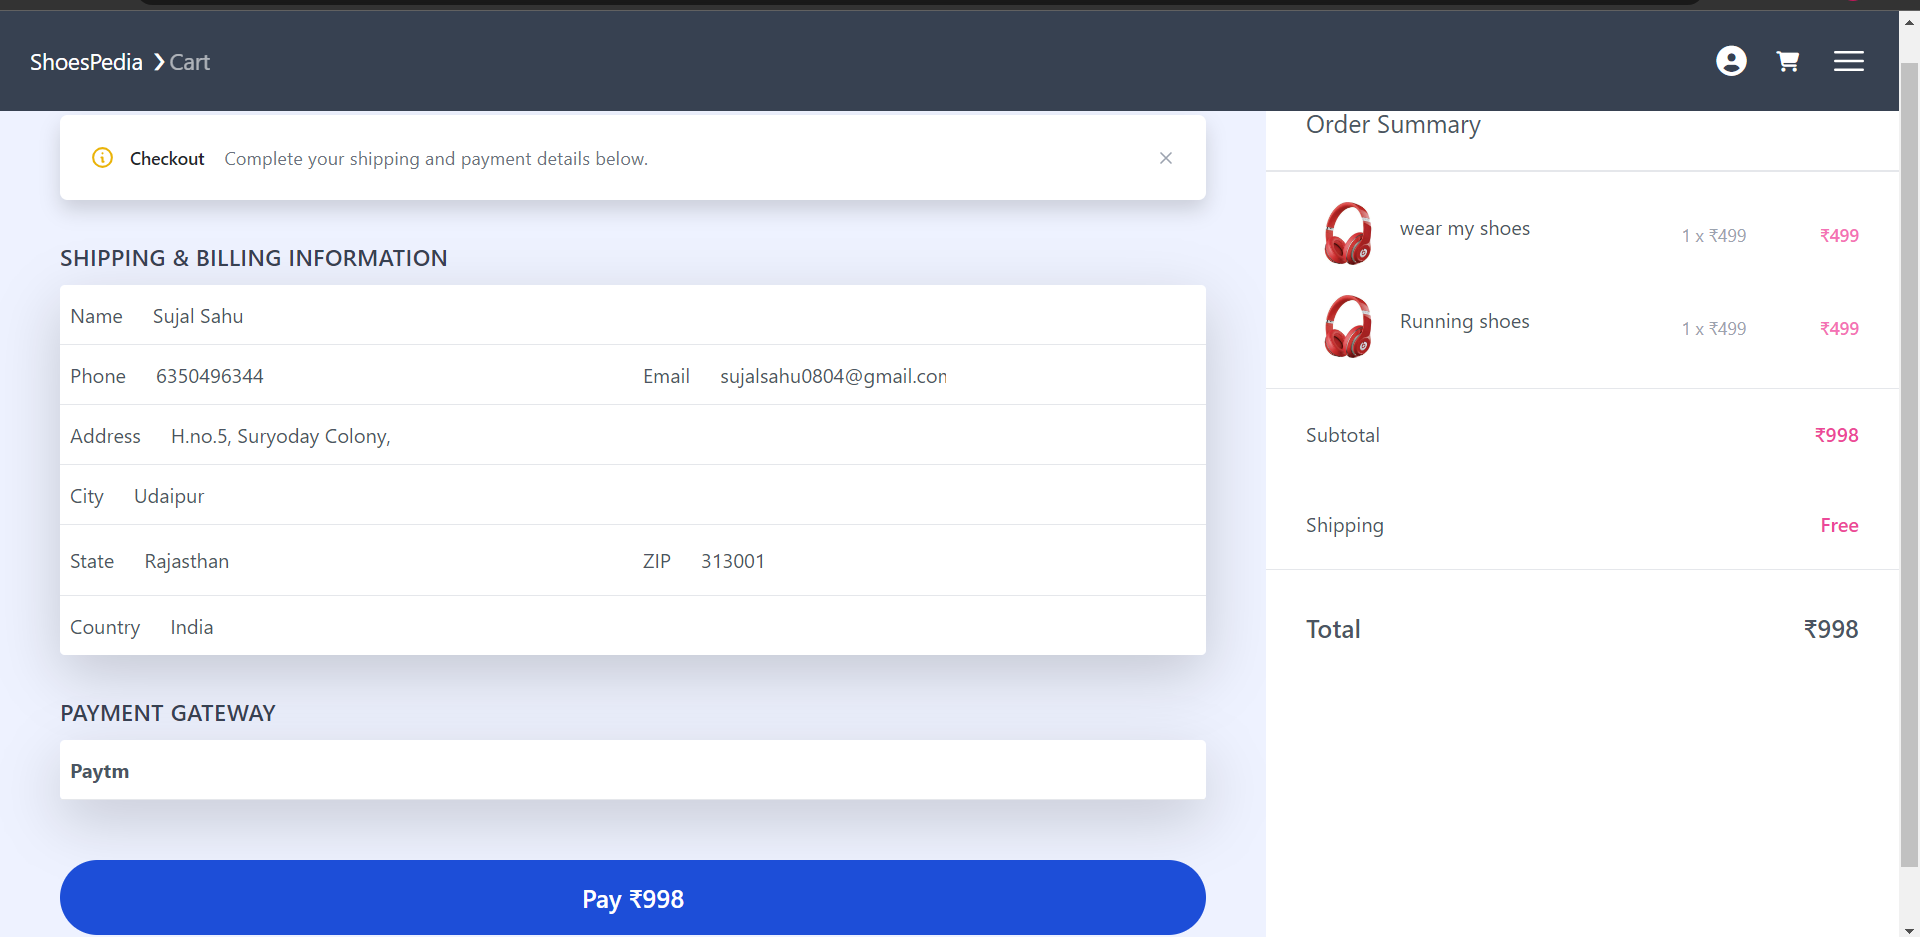 ShoesPedia ❯ Cart
Checkout Complete your shipping and payment details below.
SHIPPING & BILLING INFORMATION
Name Sujal Sahu
Phone 6350496344 Email sujalsahu0804@gmail.con
Address H.no.5, Suryoday Colony,
City Udaipur
State Rajasthan ZIP 313001
Country India
PAYMENT GATEWAY
Paytm
Pay ₹998
Order Summary
wear my shoes 1 x ₹499 ₹499
Running shoes 1 x ₹499 ₹499
Subtotal ₹998
Shipping Free
Total ₹998